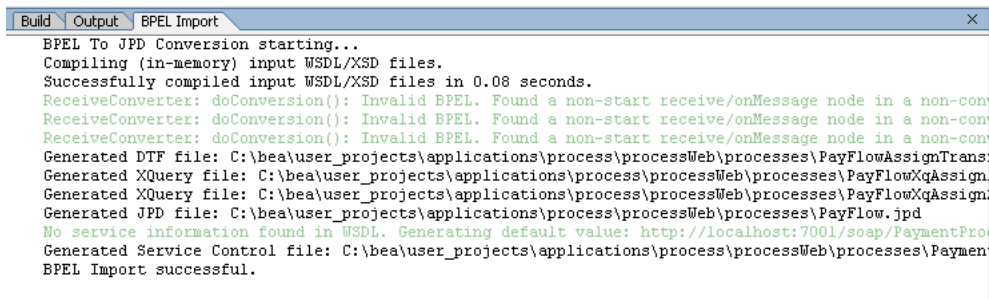 Build Output BPEL Import
BPEL To JPD Conversion starting...
Compiling (in-memory) input WSDL/XSD files.
Successfully compiled input WSDL/XSD files in 0.08 seconds.
ReceiveConverter: doConversion(): Invalid BPEL. Found a non-start receive/onMessage node in a non-con
ReceiveConverter: doConversion(): Invalid BPEL. Found a non-start receive/onMessage node in a non-con
ReceiveConverter: doConversion(): Invalid BPEL. Found a non-start receive/onMessage node in a non-con
Generated DTF file: C:\bea\user_projects\applications\process\processWeb\processes\PayFlowAssignTrans
Generated XQuery file: C:\bea\user_projects\applications\process\processWeb\processes\PayFlowXqAssign
Generated XQuery file: C:\bea\user_projects\applications\process\processWeb\processes\PayFlowXqAssign
Generated JPD file: C:\bea\user_projects\applications\process\processWeb\processes\PayFlow.jpd
No service information found in WSDL. Generating default value: http://localhost:7001/soap/PaymentPro
Generated Service Control file: C:\bea\user_projects\applications\process\processWeb\processes\Paymen
BPEL Import successful.